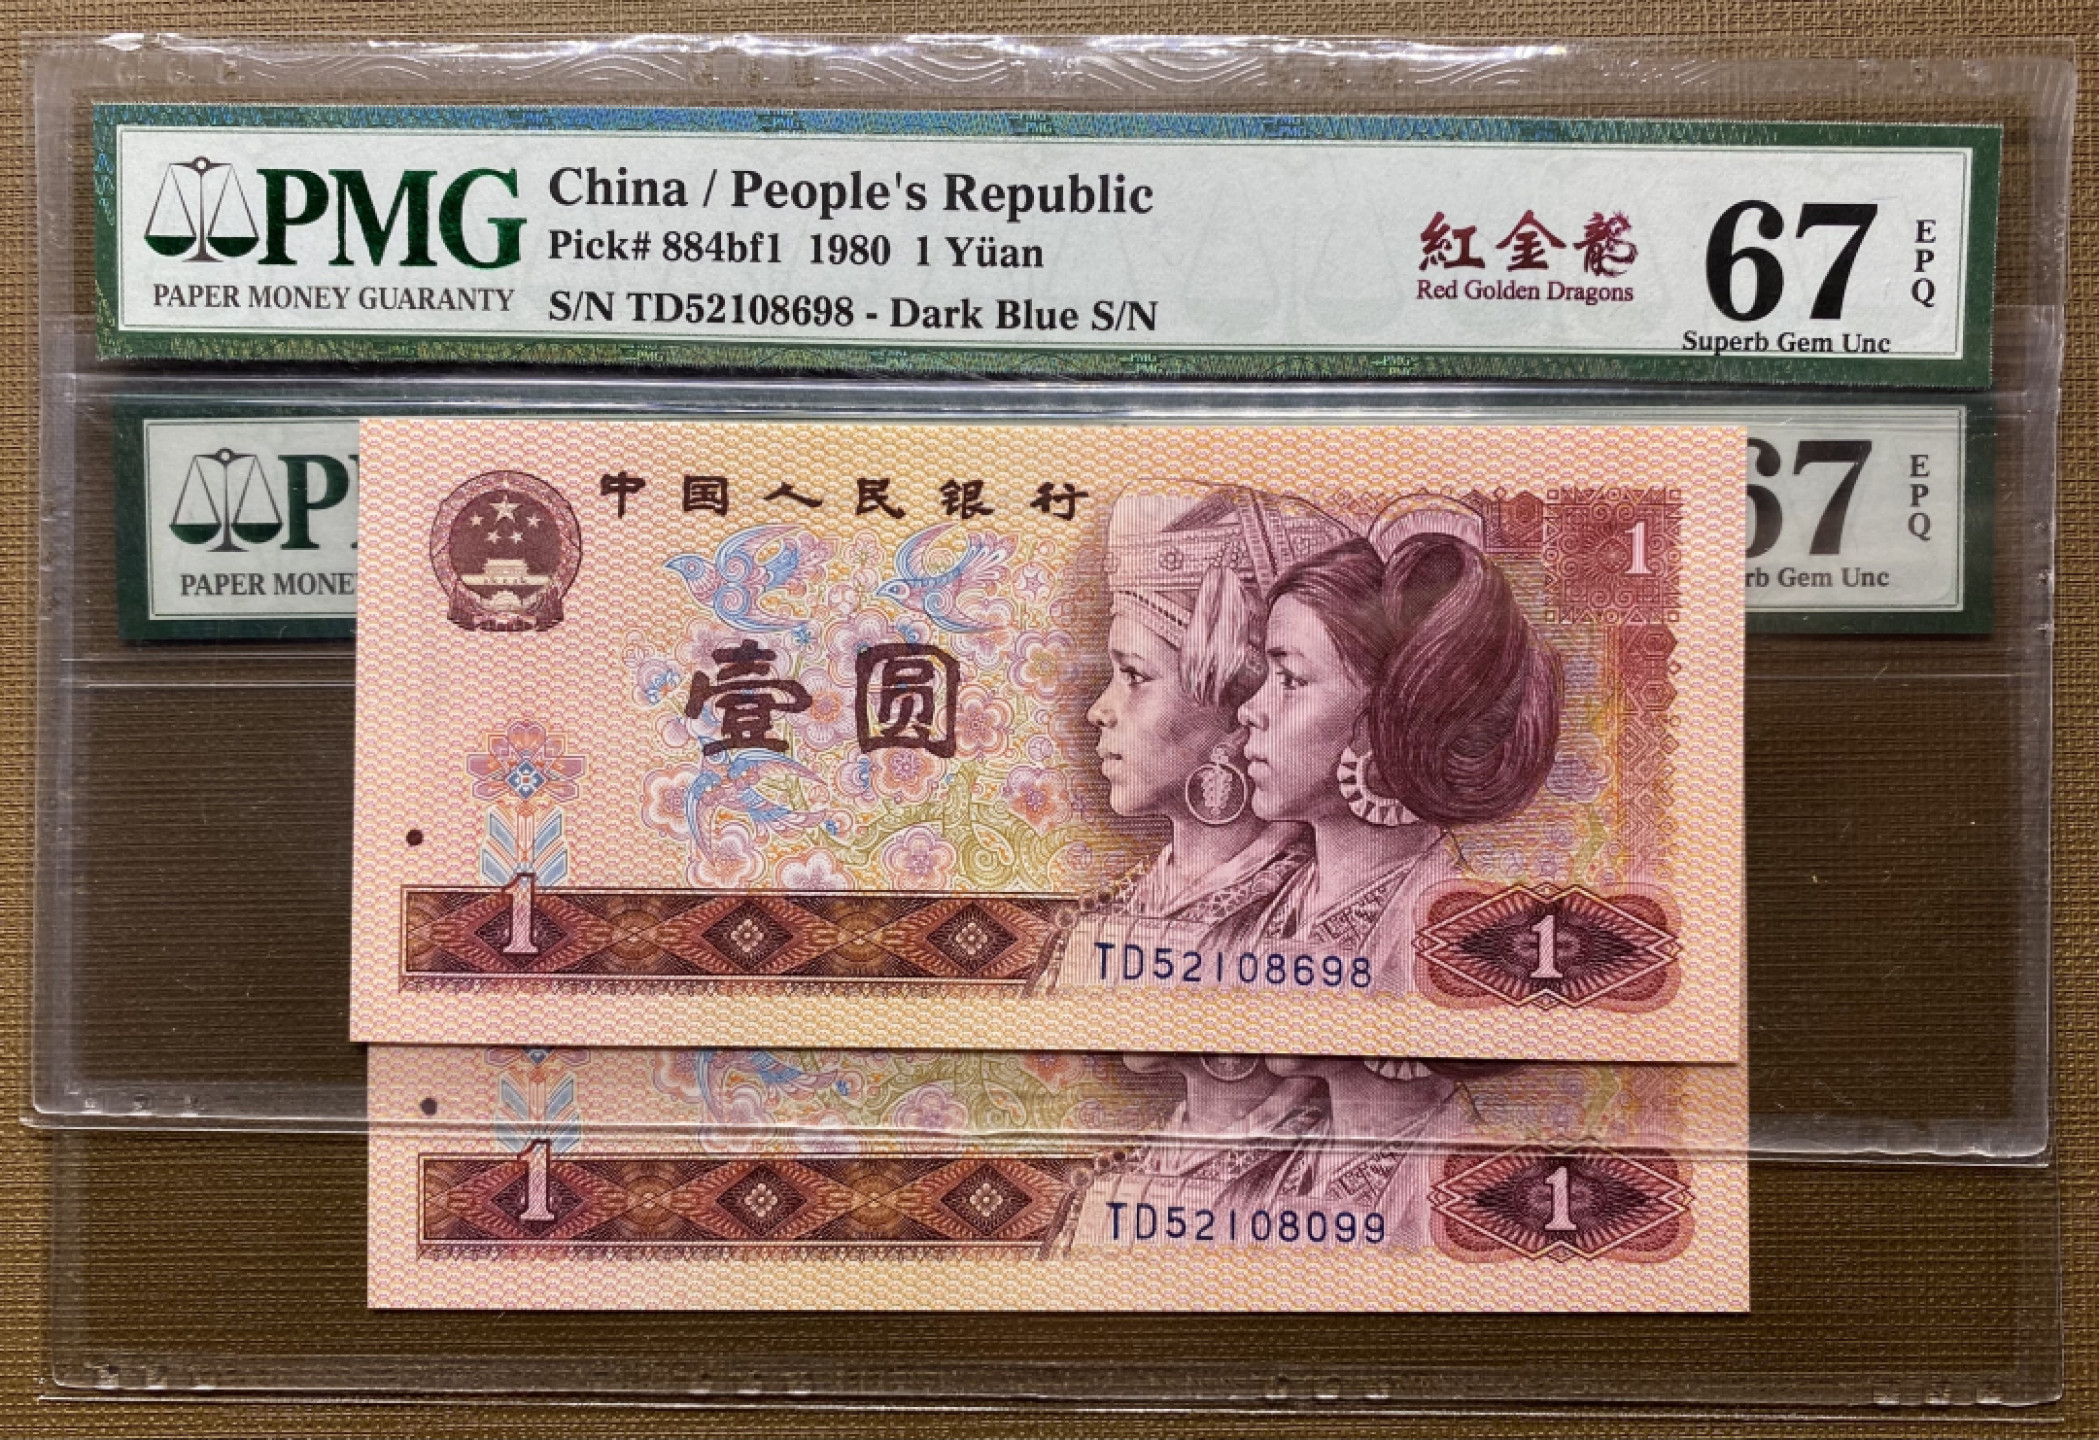 PMG
PAPER MONEY GUARANTY
China / People's Republic
Pick# 884bf1 1980 1 Yüan
S/N TD52108698 - Dark Blue S/N
紅金龍
Red Golden Dragons
67
EPQ
Superb Gem Unc
PAPER MONE
67
EPQ
Gem Unc
中国人民银行
1
壹圆
1
TD52108698
1
1
TD52108099
1